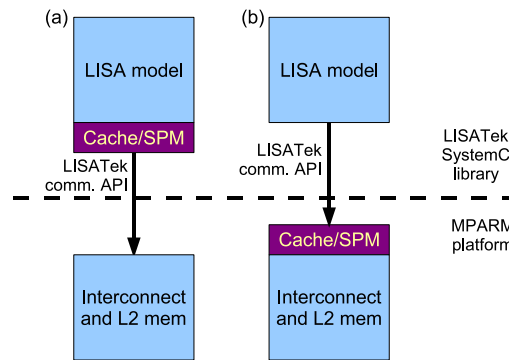 (a)
(b)
LISA model
LISA model
Cache/SPM
LISATek
comm. API
LISATek
comm. API
LISATek
SystemC
library
MPARM
platform
Cache/SPM
Interconnect
and L2 mem
Interconnect
and L2 mem